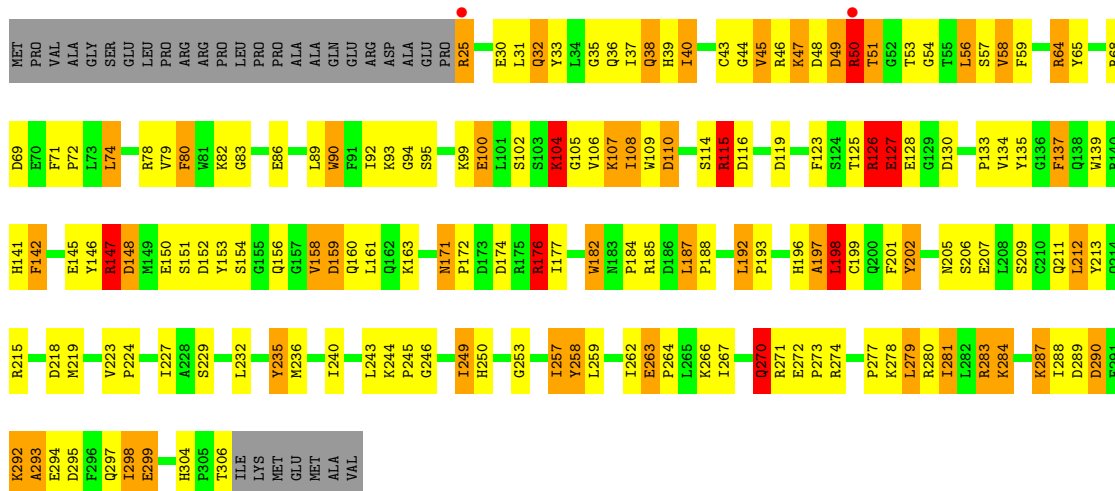 MET PRO VAL ALA GLY SER GLU LEU PRO ARG ARG PRO LEU PRO PRO ALA ALA GLN GLU ARG ASP ALA GLU PRO R25 E30 L31 Q32 Y33 L34 G35 Q36 I37 Q38 H39 I40 C43 G44 V45 R46 K47 D48 D49 R50 T51 G52 T53 G54 T55 L56 S57 V58 F59 R64 Y65
D69 E70 F71 P72 L73 L74 R78 V79 F80 W81 K82 G83 E86 L89 W90 F91 I92 K93 G94 S95 K99 E100 L101 S102 S103 K104 G105 V106 K107 I108 W109 D110 S114 R115 D116 D119 F123 S124 T125 R126 E127 E128 G129 D130 P133 V134 Y135 G136 F137 Q138 W139
H141 F142 E145 Y146 R147 D148 M149 E150 S151 D152 Y153 S154 G155 Q156 G157 V158 D159 Q160 L161 Q162 K163 N171 P172 D173 D174 R175 R176 I177 W182 N183 P184 R185 D186 L187 P188 L192 P193 H196 A197 L198 C199 Q200 F201 Y202 N205 S206 E207 L208 S209 C210 Q211 L212 Y213
R215 D218 M219 V223 P224 I227 A228 S229 L232 Y235 M236 I240 L243 K244 P245 G246 I249 H250 G253 I257 Y258 L259 I262 E263 P264 L265 K266 I267 Q270 R271 E272 P273 R274 P277 K278 L279 R280 I281 L282 R283 K284 K287 I288 D289 D290
K292 A293 E294 D295 F296 Q297 I298 E299 H304 P305 T306 ILE LYS MET GLU MET ALA VAL